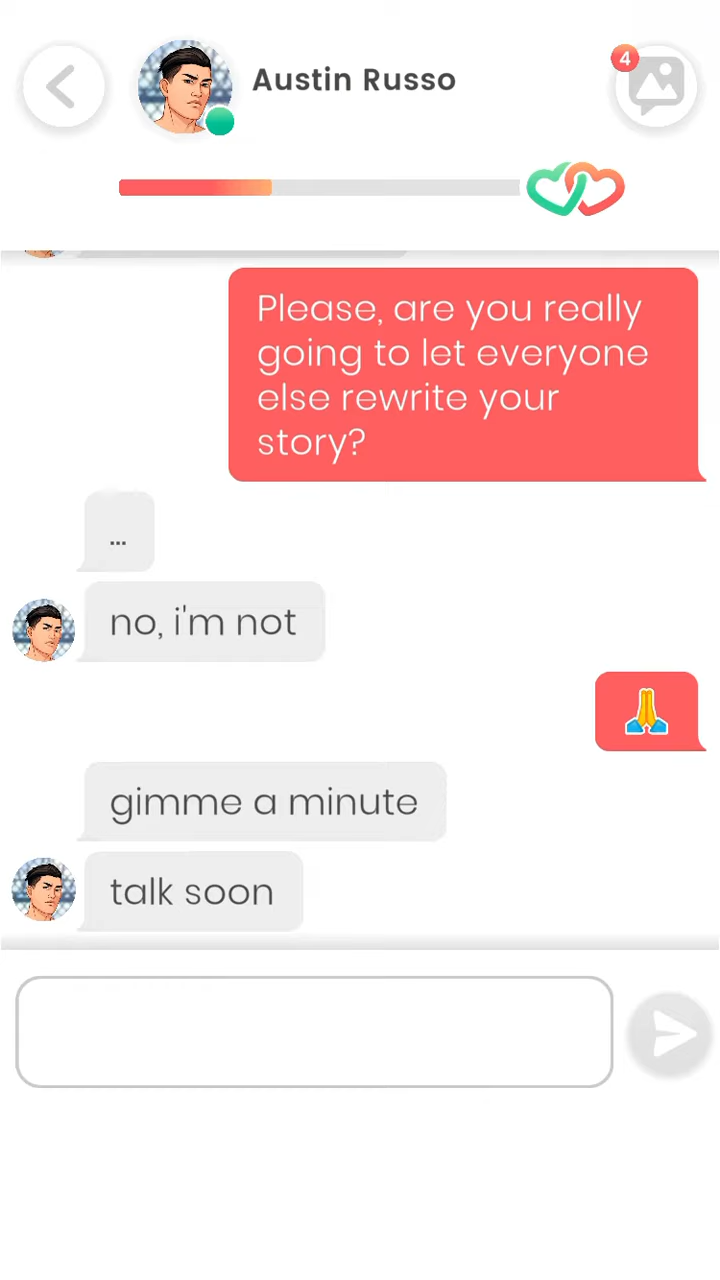 4
Austin Russo
Please, are you really
going to let everyone
else rewrite your
story?
...
no, i'm not
🙏
gimme a minute
talk soon